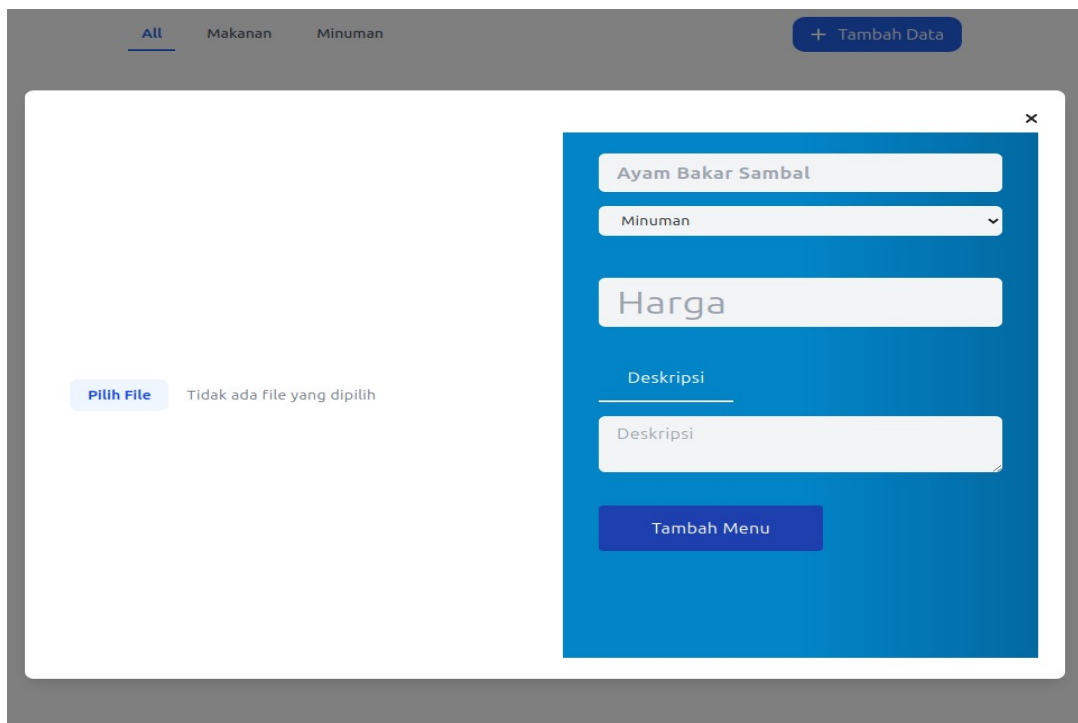 All Makanan Minuman + Tambah Data
×
Ayam Bakar Sambal
Minuman
Harga
Deskripsi
Pilih File Tidak ada file yang dipilih
Deskripsi
Tambah Menu